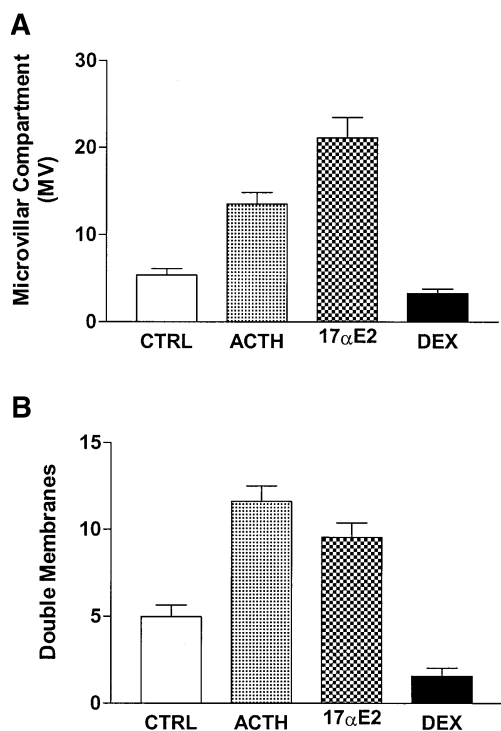 A
Microvillar Compartment
(MV)
30
20
10
0
CTRL ACTH 17αE2 DEX
B
Double Membranes
15
10
5
0
CTRL ACTH 17αE2 DEX